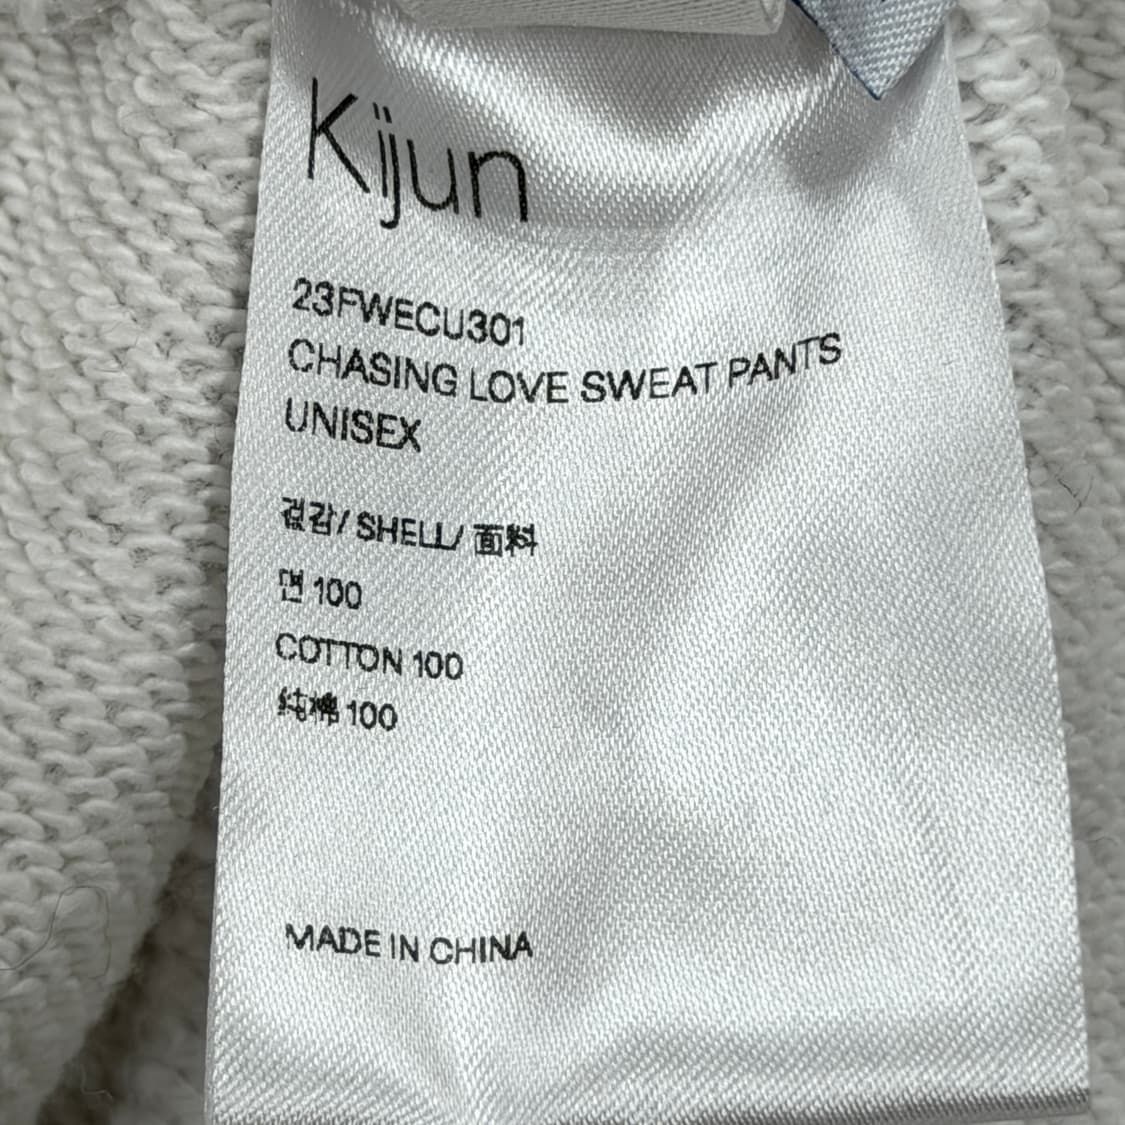 Kijun
23FWECU301
CHASING LOVE SWEAT PANTS
UNISEX
겉감/ SHELL/ 面料
면 100
COTTON 100
纯棉 100
MADE IN CHINA